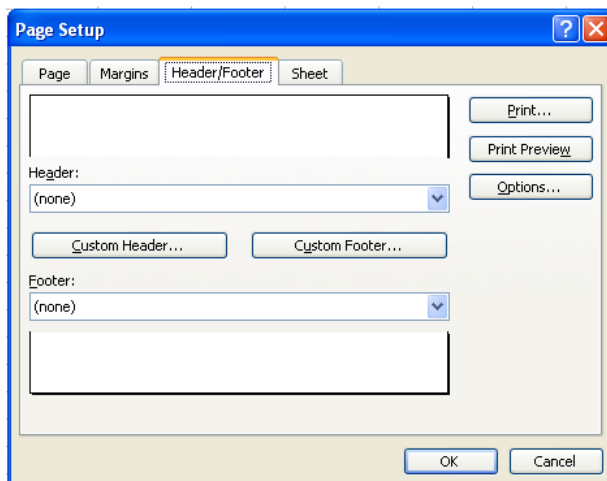 Page Setup
?
Page Margins Header/Footer Sheet
Print...
Print Preview
Header:
Options...
(none)
Custom Header... Custom Footer...
Footer:
(none)
OK Cancel